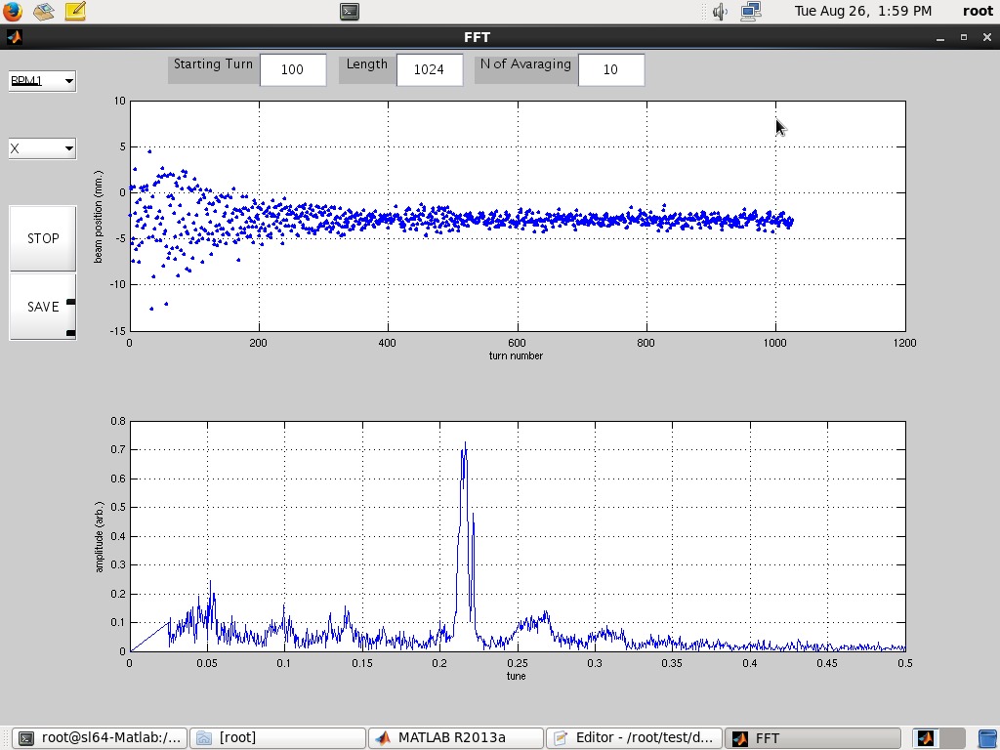 Tue Aug 26, 1:59 PM root
FFT
Starting Turn 100 Length 1024 N of Avaraging 10
BPM1
X
STOP
SAVE
10
5
0
-5
-10
-15
beam position (mm.)
0 200 400 600 800 1000 1200
turn number
0.8
0.7
0.6
0.5
0.4
0.3
0.2
0.1
0
amplitude (arb.)
0 0.05 0.1 0.15 0.2 0.25 0.3 0.35 0.4 0.45 0.5
tune
root@sl64-Matlab:/... [root] MATLAB R2013a Editor - /root/test/d... FFT